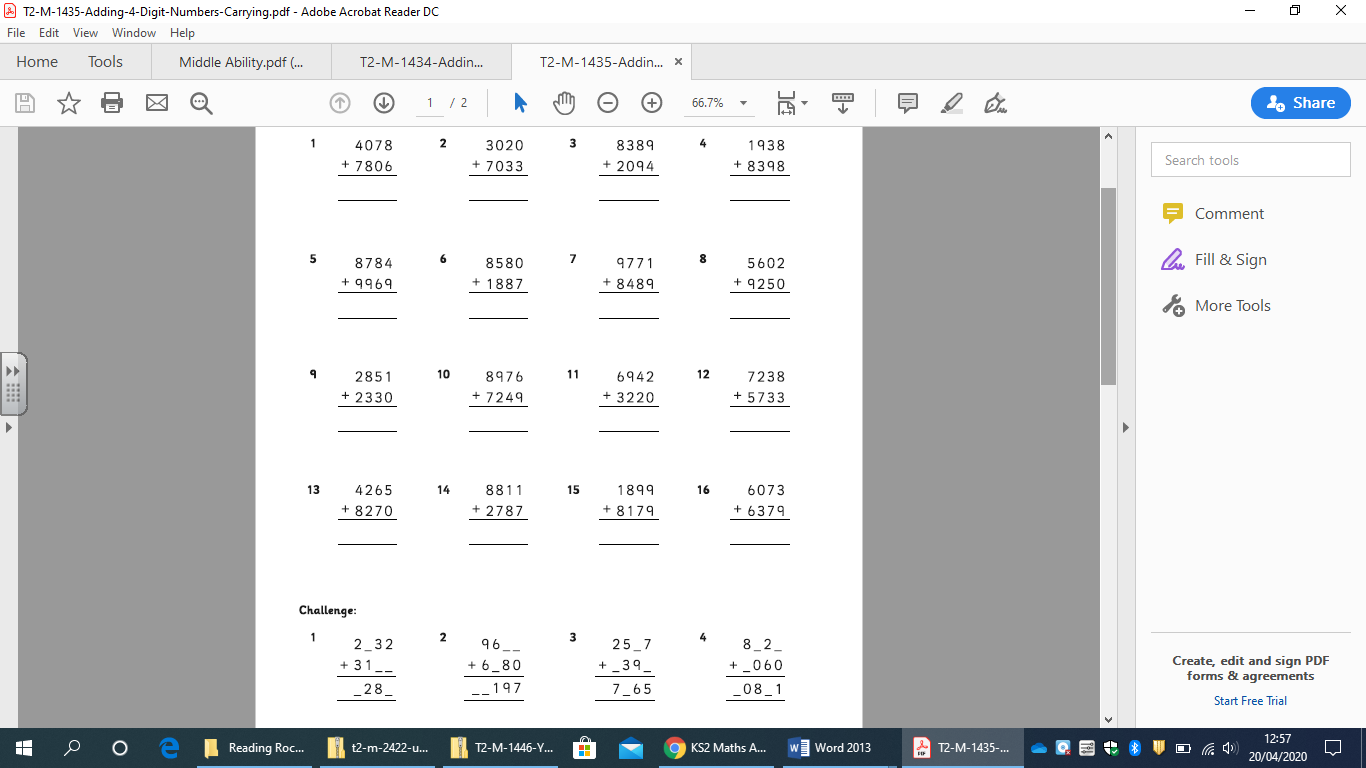 T2-M-1435-Adding-4-Digit-Numbers-Carrying.pdf - Adobe Acrobat Reader DC
File Edit View Window Help
Home Tools Middle Ability.pdf (... T2-M-1434-Addin... T2-M-1435-Addin... ×
1 / 2 66.7% Share
Search tools
Comment
Fill & Sign
More Tools
1 2 3 4
4078 3020 8389 1938
+ 7806 + 7033 + 2094 + 8398
5 6 7 8
8784 8580 9771 5602
+ 9969 + 1887 + 8489 + 9250
9 10 11 12
2851 8976 6942 7238
+ 2330 + 7249 + 3220 + 5733
13 14 15 16
4265 8811 1899 6073
+ 8270 + 2787 + 8179 + 6379
Challenge:
1 2 3 4
2_32 96__ 25_7 8_2_
+ 31__ + 6_80 + _39_ + _060
_28_ __197 7_65 _08_1
Create, edit and sign PDF
forms & agreements
Start Free Trial
Reading Roc... t2-m-2422-u... T2-M-1446-Y... KS2 Maths A... Word 2013 T2-M-1435-...
12:57
20/04/2020